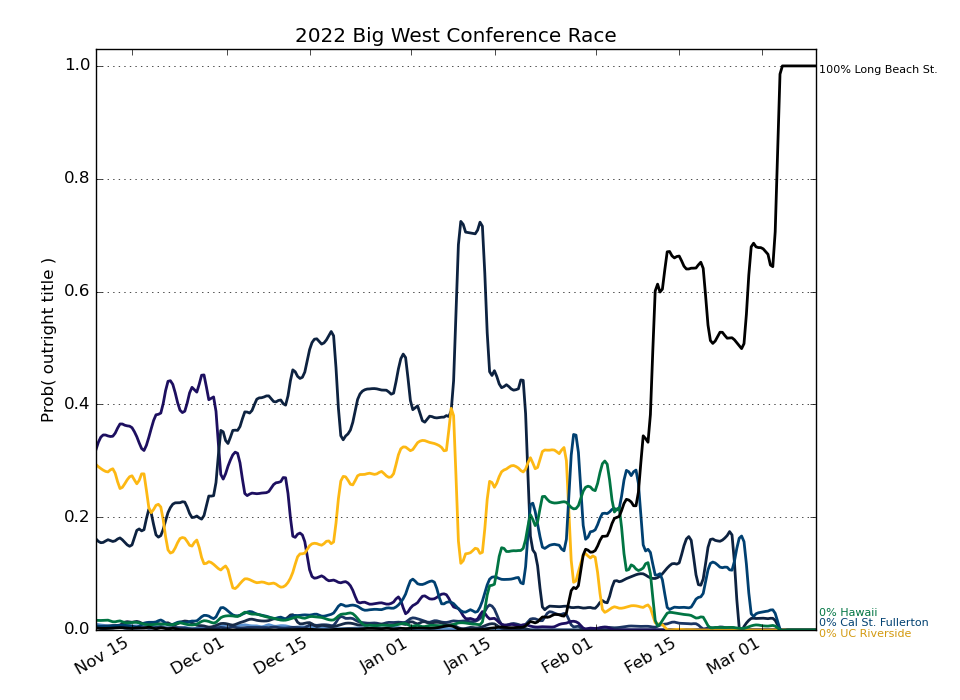 2022 Big West Conference Race
Prob( outright title )
1.0
0.8
0.6
0.4
0.2
0.0
Nov 15
Dec 01
Dec 15
Jan 01
Jan 15
Feb 01
Feb 15
Mar 01
100% Long Beach St.
0% Hawaii
0% Cal St. Fullerton
0% UC Riverside